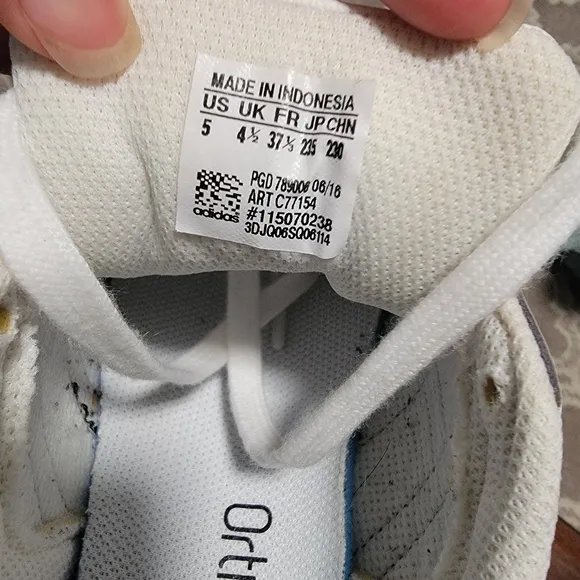 MADE IN INDONESIA
US UK FR JP CHN
5 4½ 37⅓ 235 230
PGD 789006 06/16
ART C77154
#115070238
3DJQ06SQ06114
adidas
Orth